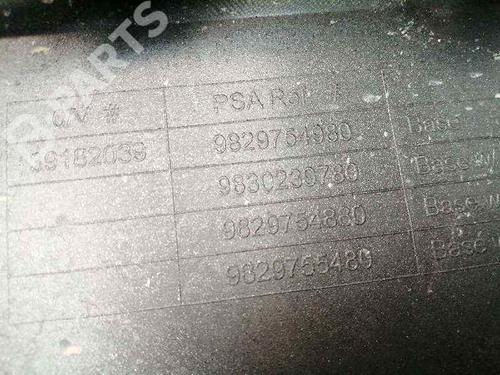 O/V # PSA Ref #
39182039 9829754980 Base
9830230780 Base w
9829754880 Base w
9829755480 Base
B-PARTS